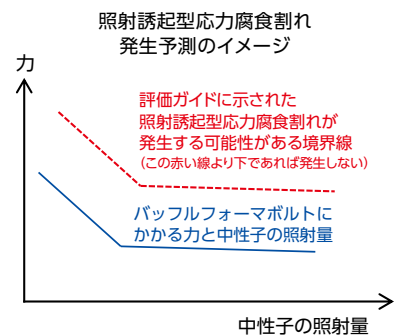 照射誘起型応力腐食割れ
発生予測のイメージ
力
評価ガイドに示された
照射誘起型応力腐食割れが
発生する可能性がある境界線
(この赤い線より下であれば発生しない)
バッフルフォーマボルトに
かかる力と中性子の照射量
中性子の照射量